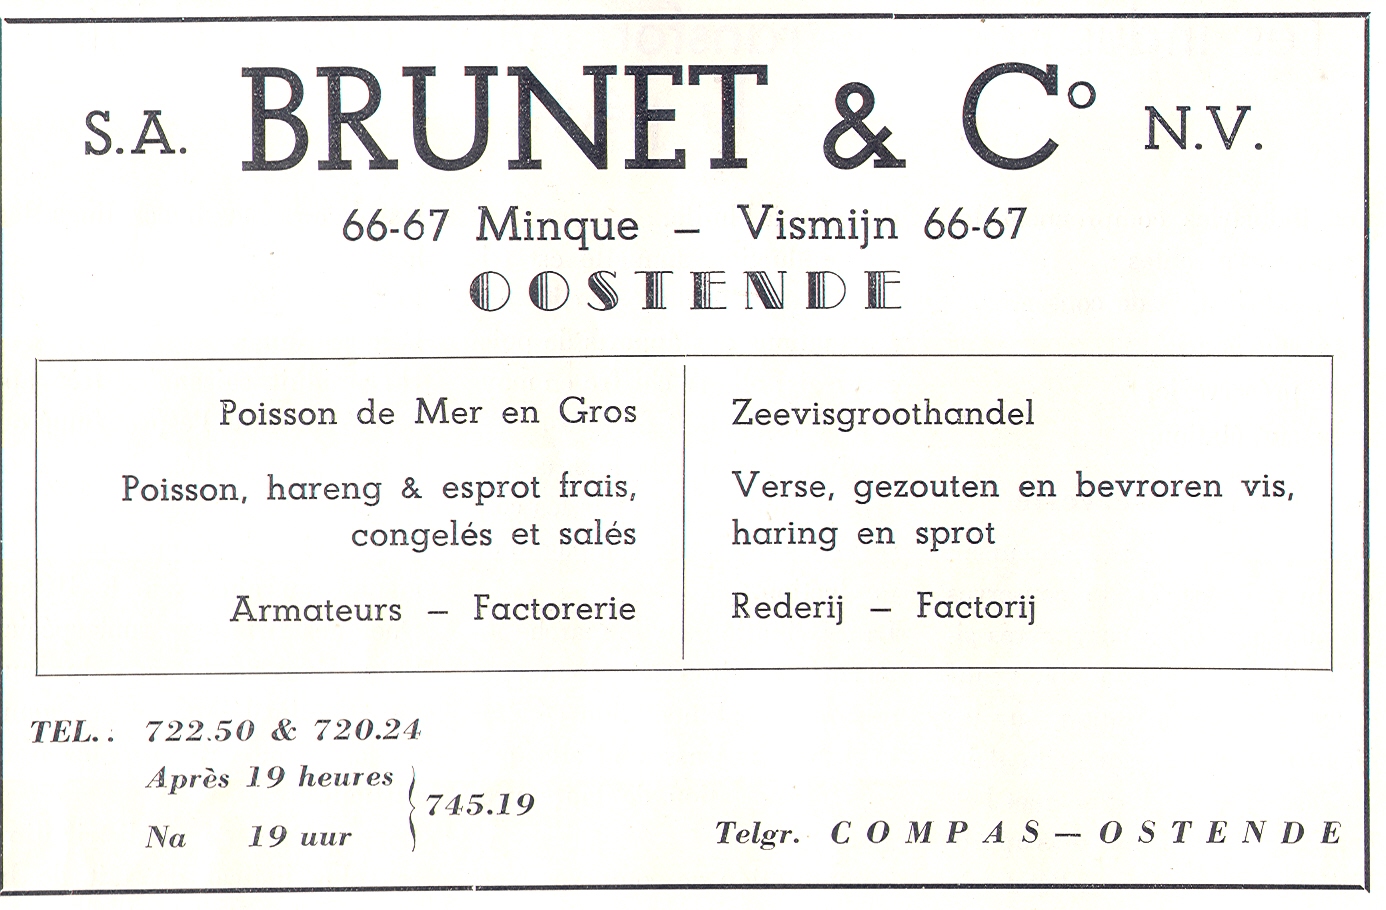 S.A. BRUNET & Co N.V.
66-67 Minque — Vismijn 66-67
OOSTENDE
Poisson de Mer en Gros
Poisson, hareng & esprot frais,
congelés et salés
Armateurs — Factorerie
Zeevisgroothandel
Verse, gezouten en bevroren vis,
haring en sprot
Rederij — Factorij
TEL.: 722.50 & 720.24
Après 19 heures
745.19
Na 19 uur
Telgr. COMPAS — OSTENDE